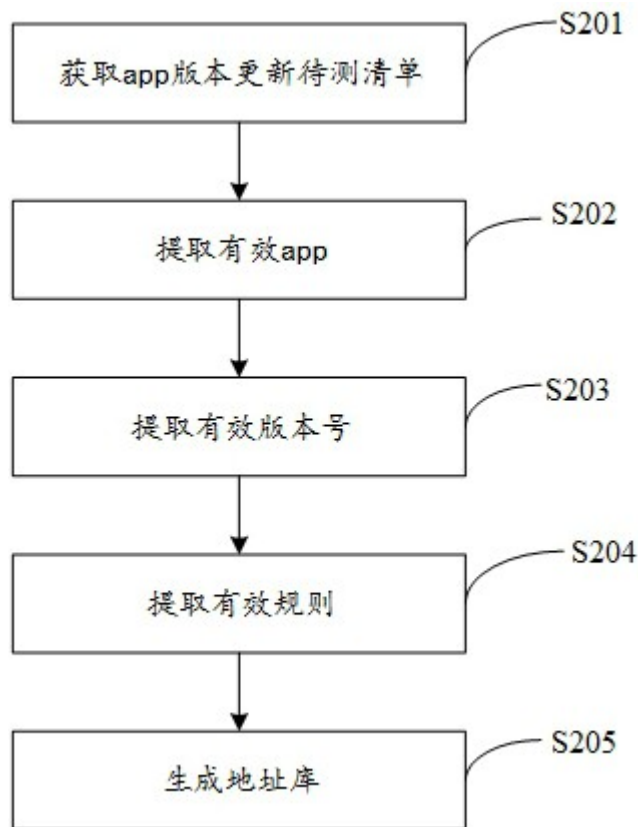 S201
获取app版本更新待测清单
S202
提取有效app
S203
提取有效版本号
S204
提取有效规则
S205
生成地址库